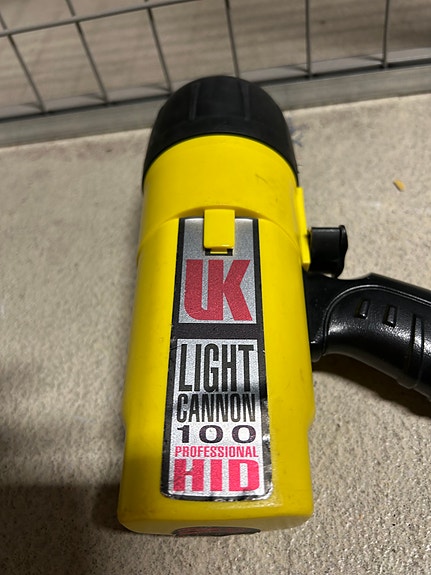 UK
LIGHT
CANNON
100
PROFESSIONAL
HID